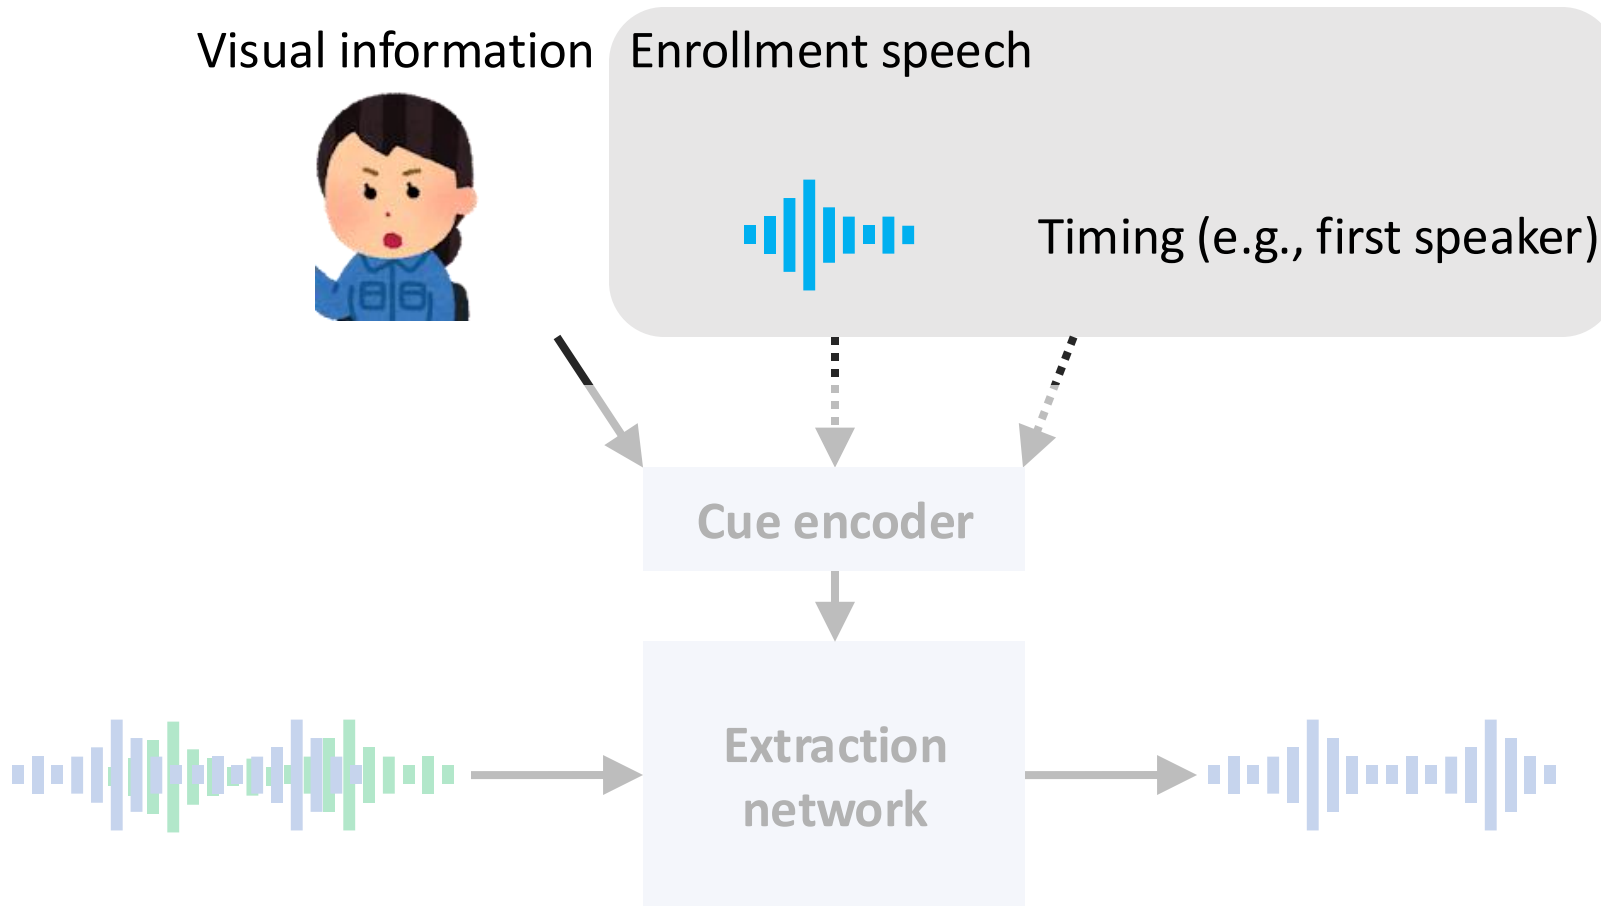 Visual information
Enrollment speech
Timing (e.g., first speaker)
Cue encoder
Extraction
network